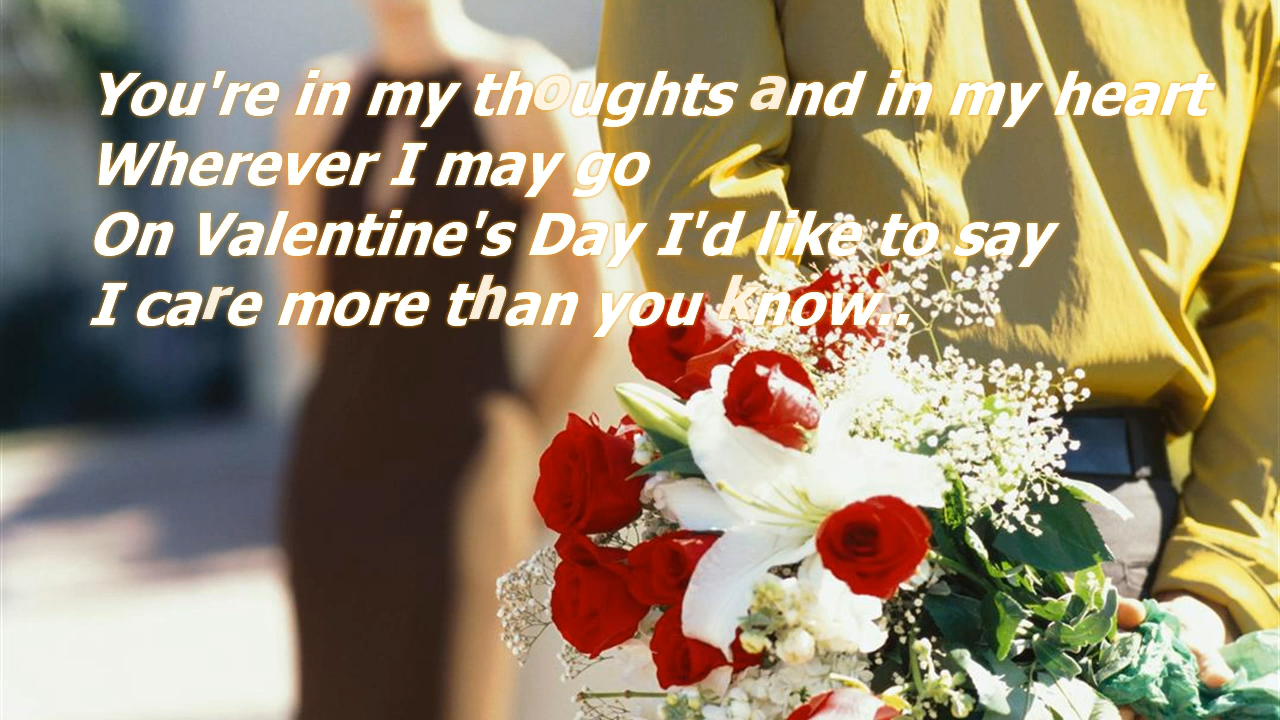 You're in my thoughts and in my heart
Wherever I may go
On Valentine's Day I'd like to say
I care more than you know..